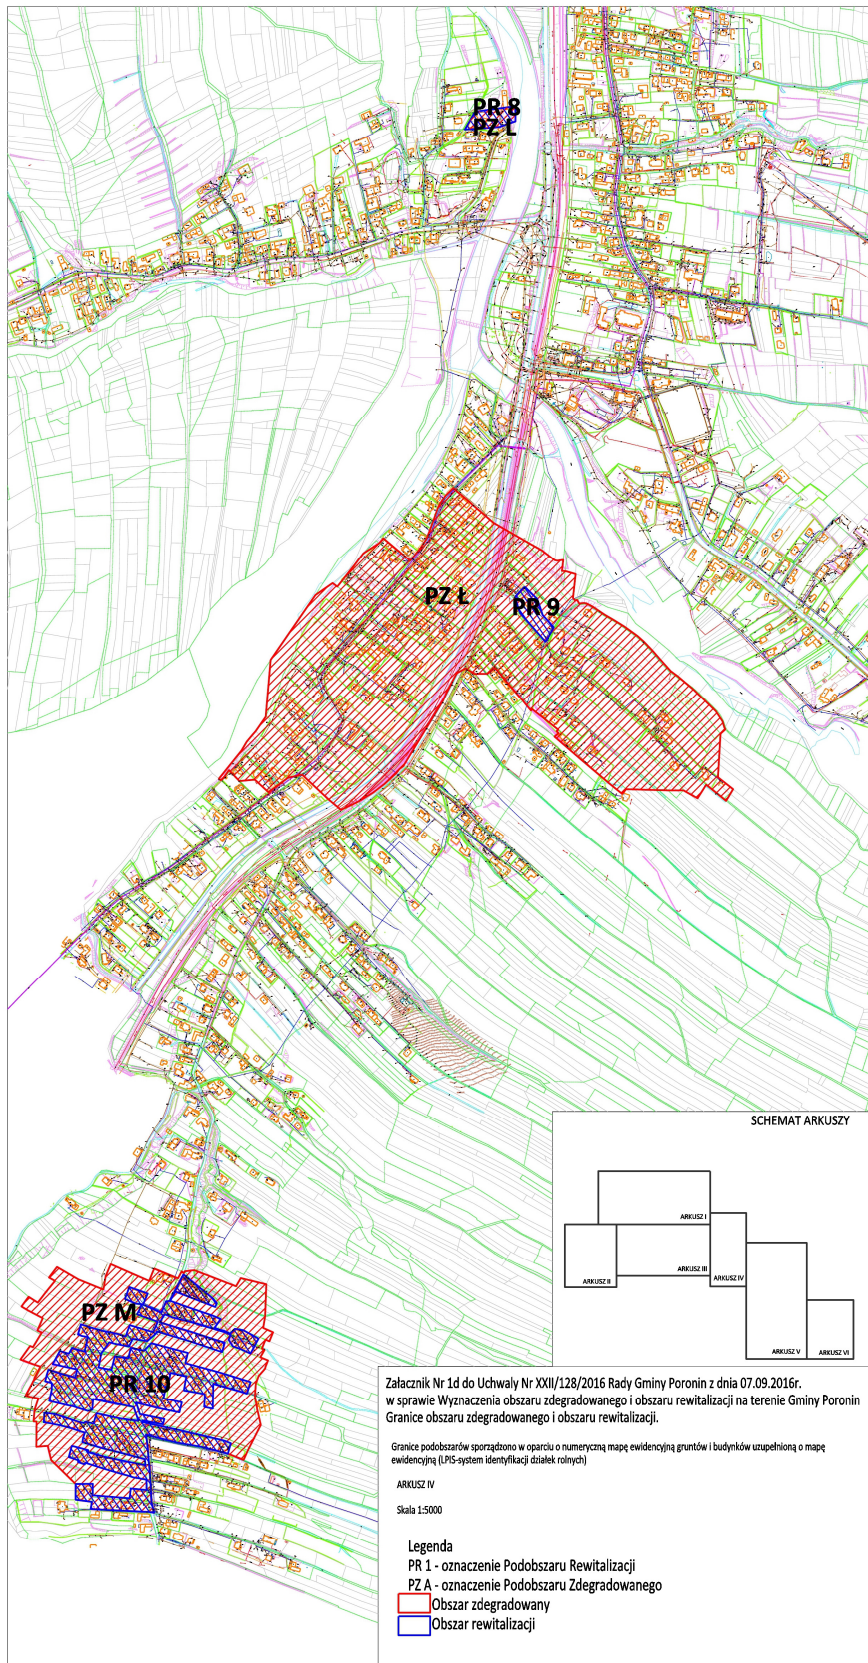 PR 8
PZ L
PZ Ł
PR 9
SCHEMAT ARKUSZY
ARKUSZ I
ARKUSZ II
ARKUSZ III
ARKUSZ IV
ARKUSZ V
ARKUSZ VI
PZ M
PR 10
Załacznik Nr 1d do Uchwaly Nr XXII/128/2016 Rady Gminy Poronin z dnia 07.09.2016r.
w sprawie Wyznaczenia obszaru zdegradowanego i obszaru rewitalizacji na terenie Gminy Poronin
Granice obszaru zdegradowanego i obszaru rewitalizacji.
Granice podobszarów sporządzono w oparciu o numeryczną mapę ewidencyjną gruntów i budynków uzupełnioną o mapę
ewidencyjną (LPIS-system identyfikacji działek rolnych)
ARKUSZ IV
Skala 1:5000
Legenda
PR 1 - oznaczenie Podobszaru Rewitalizacji
PZ A - oznaczenie Podobszaru Zdegradowanego
Obszar zdegradowany
Obszar rewitalizacji